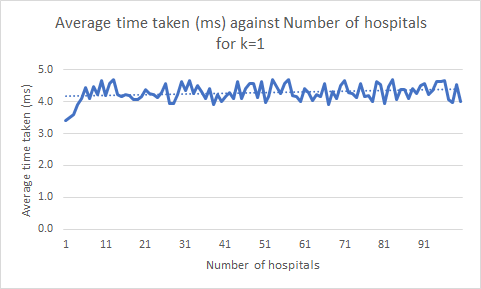 Average time taken (ms) against Number of hospitals
for k=1
Average time taken (ms)
5.0
4.0
3.0
2.0
1.0
0.0
1 11 21 31 41 51 61 71 81 91
Number of hospitals